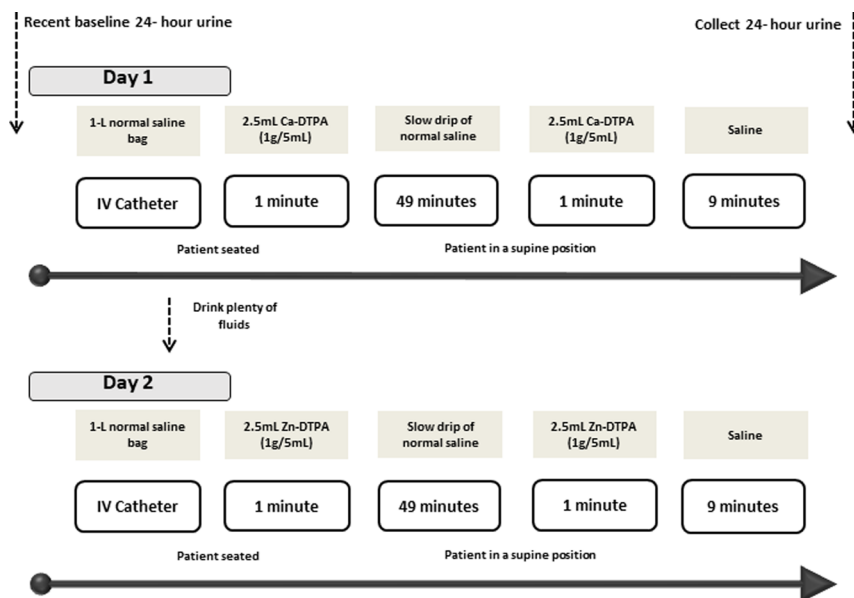 Recent baseline 24- hour urine
Collect 24- hour urine
Day 1
1-L normal saline
bag
2.5mL Ca-DTPA
(1g/5mL)
Slow drip of
normal saline
2.5mL Ca-DTPA
(1g/5mL)
Saline
IV Catheter
1 minute
49 minutes
1 minute
9 minutes
Patient seated
Patient in a supine position
Drink plenty of
fluids
Day 2
1-L normal saline
bag
2.5mL Zn-DTPA
(1g/5mL)
Slow drip of
normal saline
2.5mL Zn-DTPA
(1g/5mL)
Saline
IV Catheter
1 minute
49 minutes
1 minute
9 minutes
Patient seated
Patient in a supine position